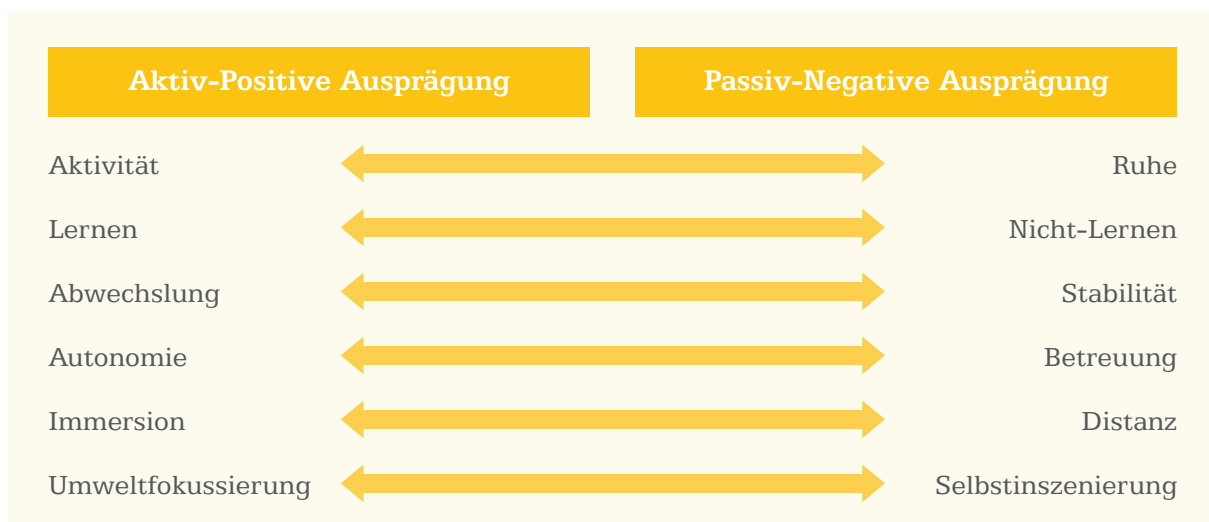 Aktiv-Positive Ausprägung
Passiv-Negative Ausprägung
Aktivität
Ruhe
Lernen
Nicht-Lernen
Abwechslung
Stabilität
Autonomie
Betreuung
Immersion
Distanz
Umweltfokussierung
Selbstinszenierung